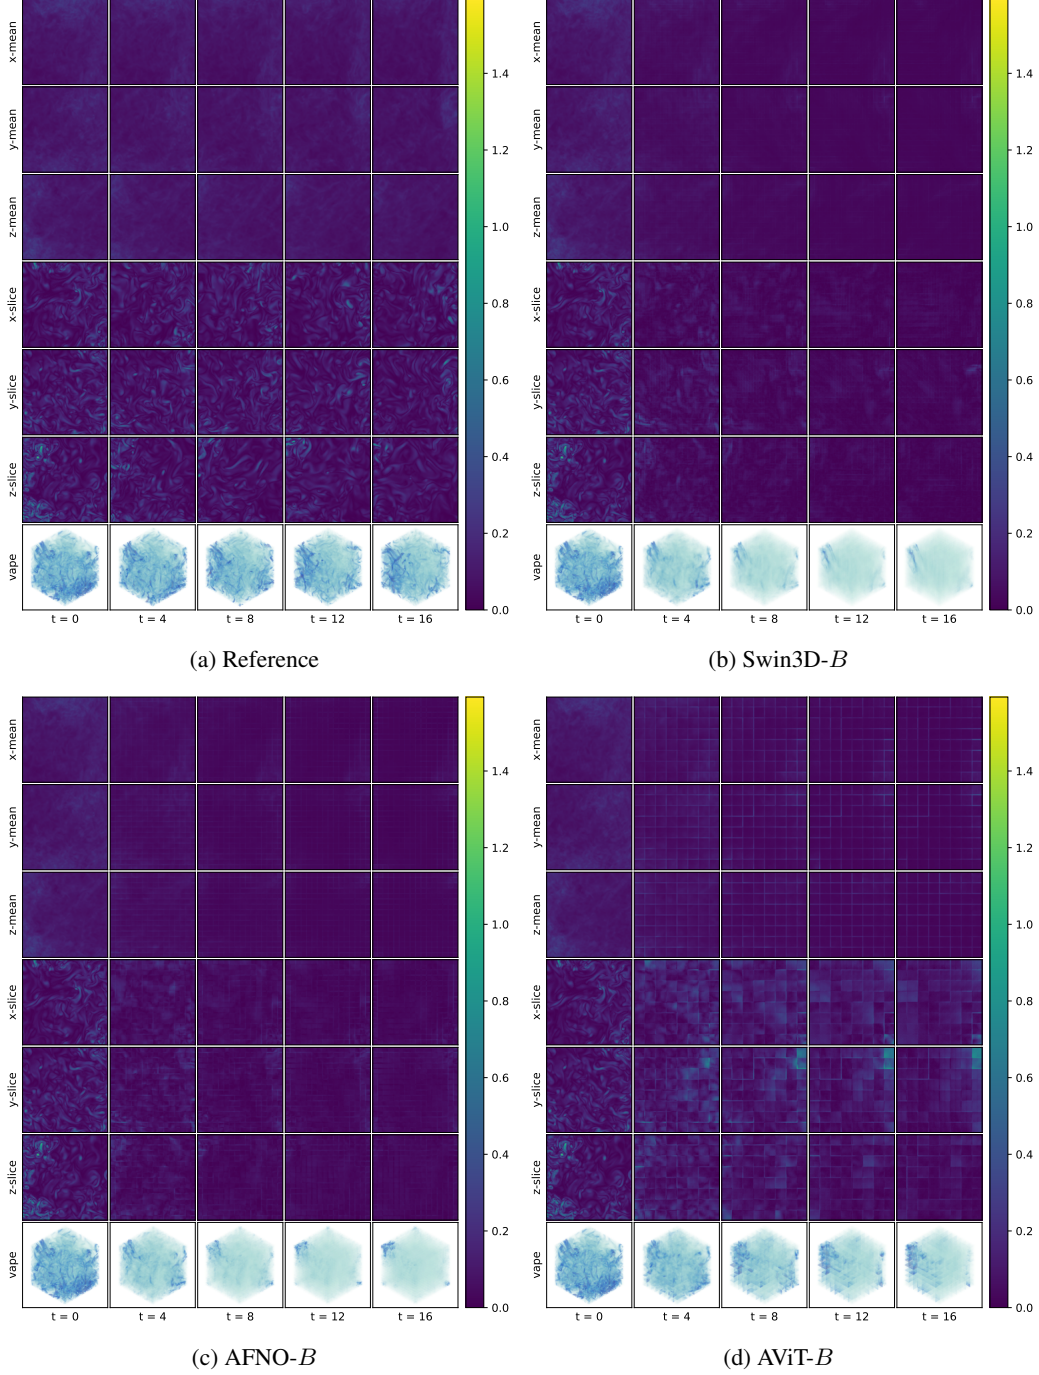 x-mean
y-mean
z-mean
x-slice
y-slice
z-slice
vape
t = 0 t = 4 t = 8 t = 12 t = 16
1.4
1.2
1.0
0.8
0.6
0.4
0.2
0.0
(a) Reference
x-mean
y-mean
z-mean
x-slice
y-slice
z-slice
vape
t = 0 t = 4 t = 8 t = 12 t = 16
1.4
1.2
1.0
0.8
0.6
0.4
0.2
0.0
(b) Swin3D-B
x-mean
y-mean
z-mean
x-slice
y-slice
z-slice
vape
t = 0 t = 4 t = 8 t = 12 t = 16
1.4
1.2
1.0
0.8
0.6
0.4
0.2
0.0
(c) AFNO-B
x-mean
y-mean
z-mean
x-slice
y-slice
z-slice
vape
t = 0 t = 4 t = 8 t = 12 t = 16
1.4
1.2
1.0
0.8
0.6
0.4
0.2
0.0
(d) AViT-B